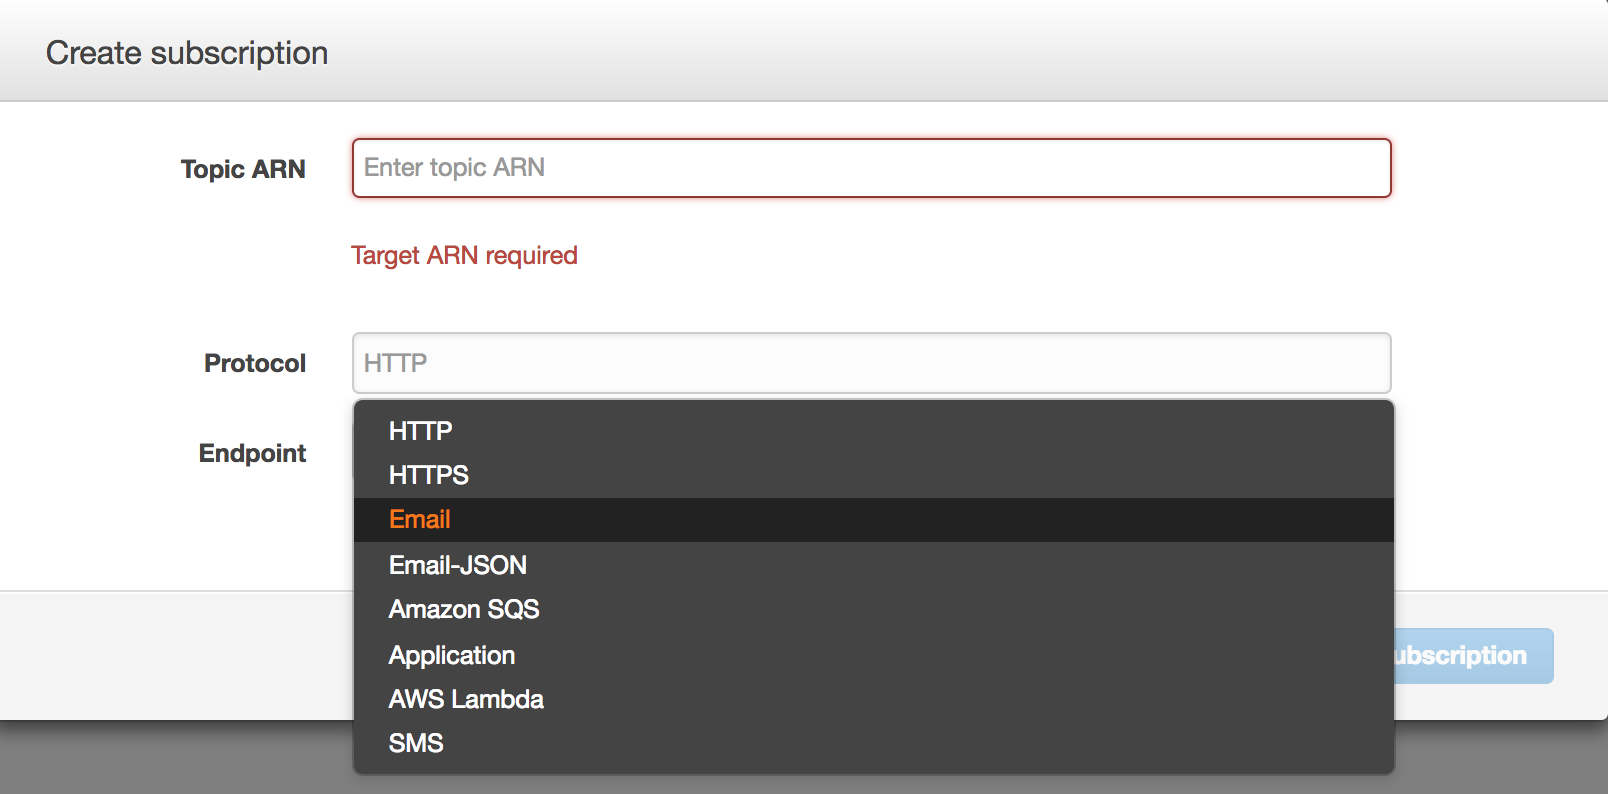 Create subscription
Topic ARN
Enter topic ARN
Target ARN required
Protocol
HTTP
Endpoint
HTTP
HTTPS
Email
Email-JSON
Amazon SQS
Application
AWS Lambda
SMS
ubscription